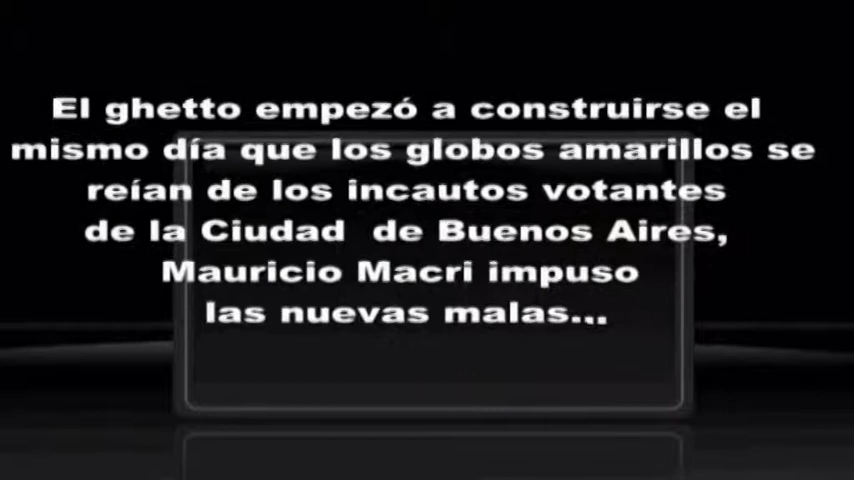 El ghetto empezó a construirse el
mismo día que los globos amarillos se
reían de los incautos votantes
de la Ciudad de Buenos Aires,
Mauricio Macri impuso
las nuevas malas...